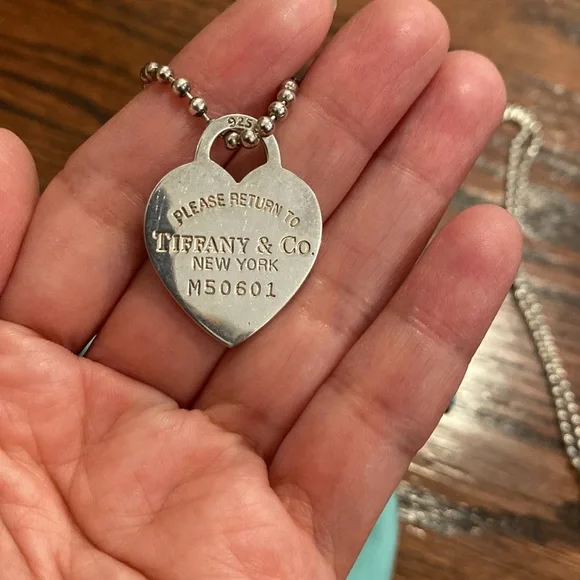 925
PLEASE RETURN TO
TIFFANY & CO.
NEW YORK
M50601